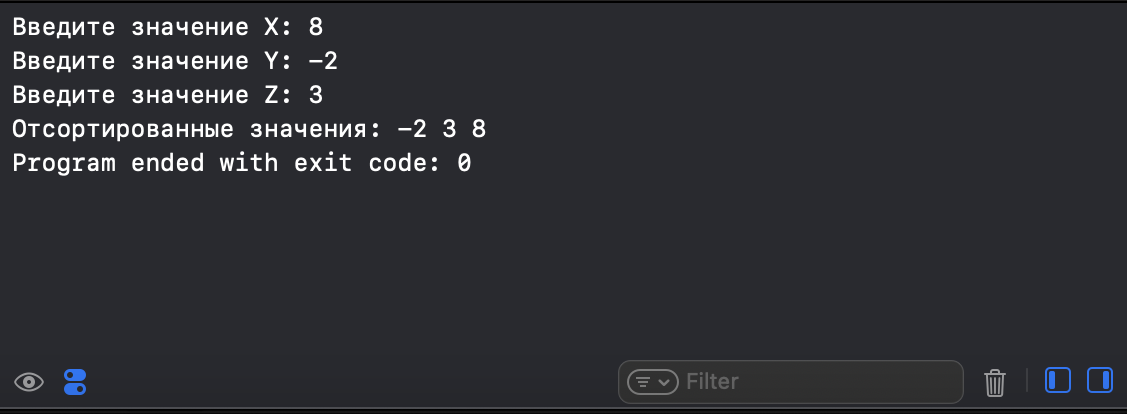 Введите значение X: 8
Введите значение Y: -2
Введите значение Z: 3
Отсортированные значения: -2 3 8
Program ended with exit code: 0
Filter